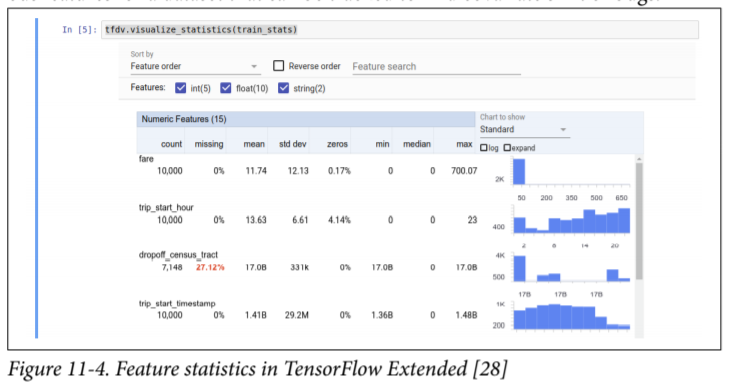 In [5]: tfdv.visualize_statistics(train_stats)
Sort by
Feature order
Reverse order Feature search
Features: int(5) float(10) string(2)
Numeric Features (15)
Chart to show
Standard
count missing mean std dev zeros min median max
log expand
fare
10,000 0% 11.74 12.13 0.17% 0 0 700.07
2K
50 200 350 500 650
trip_start_hour
10,000 0% 13.63 6.61 4.14% 0 0 23
400
2 8 14 20
dropoff_census_tract
7,148 27.12% 17.0B 331k 0% 17.0B 0 17.0B
4K
500
17B 17B 17B
trip_start_timestamp
10,000 0% 1.41B 29.2M 0% 1.36B 0 1.48B
1K
200
Figure 11-4. Feature statistics in TensorFlow Extended [28]